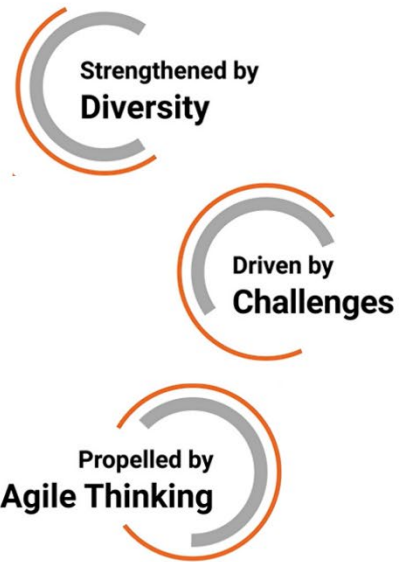 Strengthened by
Diversity
Driven by
Challenges
Propelled by
Agile Thinking